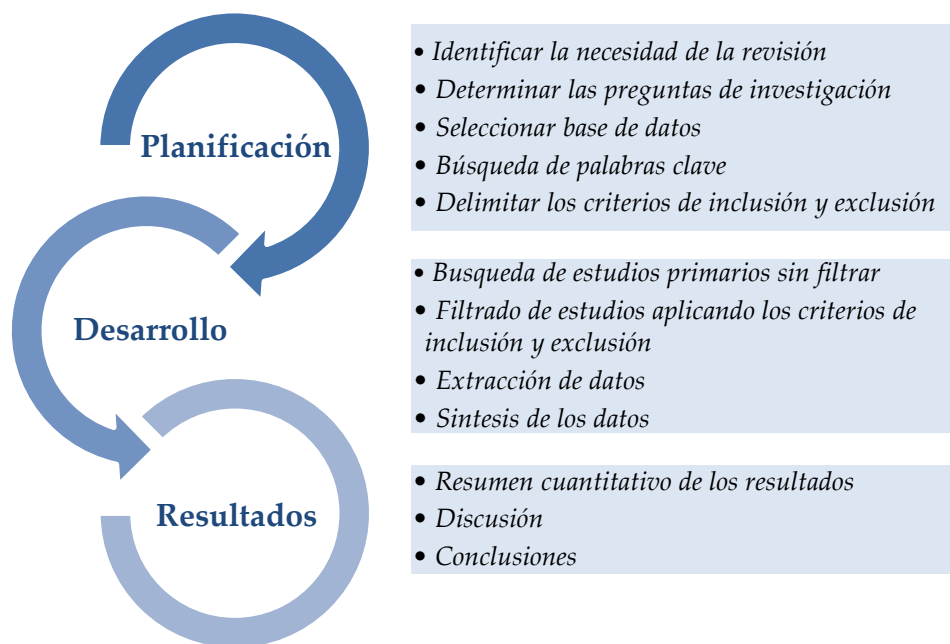 Planificación
• Identificar la necesidad de la revisión
• Determinar las preguntas de investigación
• Seleccionar base de datos
• Búsqueda de palabras clave
• Delimitar los criterios de inclusión y exclusión
Desarrollo
• Busqueda de estudios primarios sin filtrar
• Filtrado de estudios aplicando los criterios de
inclusión y exclusión
• Extracción de datos
• Sintesis de los datos
Resultados
• Resumen cuantitativo de los resultados
• Discusión
• Conclusiones